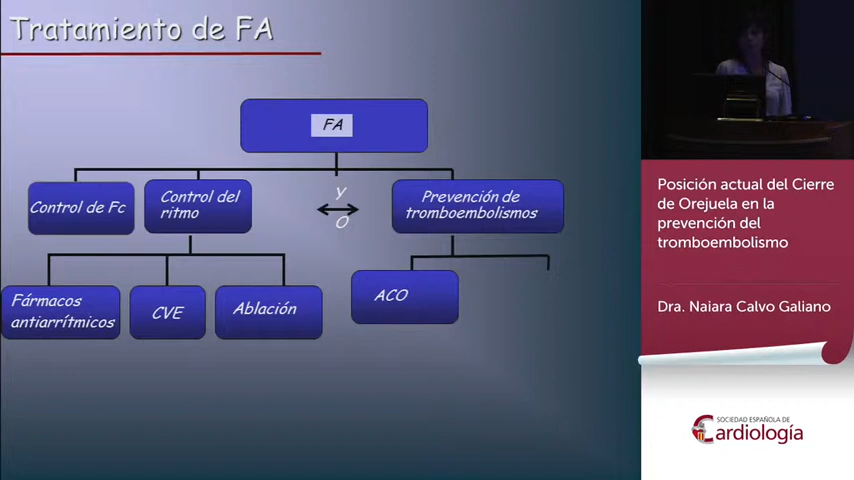 Tratamiento de FA
FA
Control de Fc
Control del
ritmo
Y
O
Prevención de
tromboembolismos
Fármacos
antiarrítmicos
CVE
Ablación
ACO
Posición actual del Cierre
de Orejuela en la
prevención del
tromboembolismo
Dra. Naiara Calvo Galiano
SOCIEDAD ESPAÑOLA DE
Cardiología